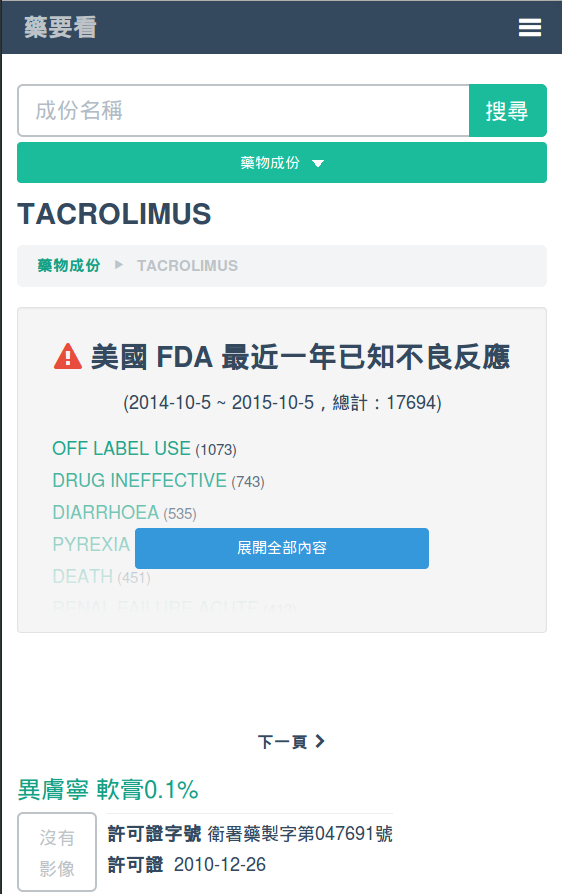 藥要看
成份名稱
搜尋
藥物成份
TACROLIMUS
藥物成份 TACROLIMUS
美國 FDA 最近一年已知不良反應
(2014-10-5 ~ 2015-10-5，總計：17694)
OFF LABEL USE (1073)
DRUG INEFFECTIVE (743)
DIARRHOEA (535)
PYREXIA
展開全部內容
DEATH (451)
RENAL FAILURE ACUTE
下一頁
異膚寧 軟膏0.1%
沒有
影像
許可證字號 衛署藥製字第047691號
許可證 2010-12-26